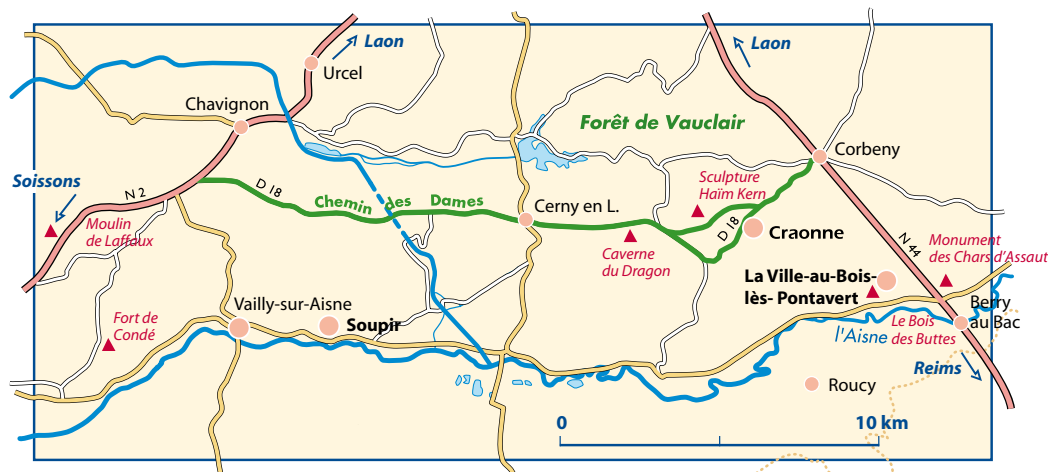 Laon
Laon
Urcel
Chavignon
Forêt de Vauclair
Corbeny
Soissons
N 2
D 18
Chemin des Dames
Sculpture
Haïm Kern
Moulin
de Laffaux
Cerny en L.
D 18
Craonne
N 44
Caverne
du Dragon
Monument
des Chars d'Assaut
La Ville-au-Bois-
lès- Pontavert
Vailly-sur-Aisne
Soupir
Fort de
Condé
Berry
au Bac
l'Aisne
Le Bois
des Buttes
Reims
Roucy
0
10 km